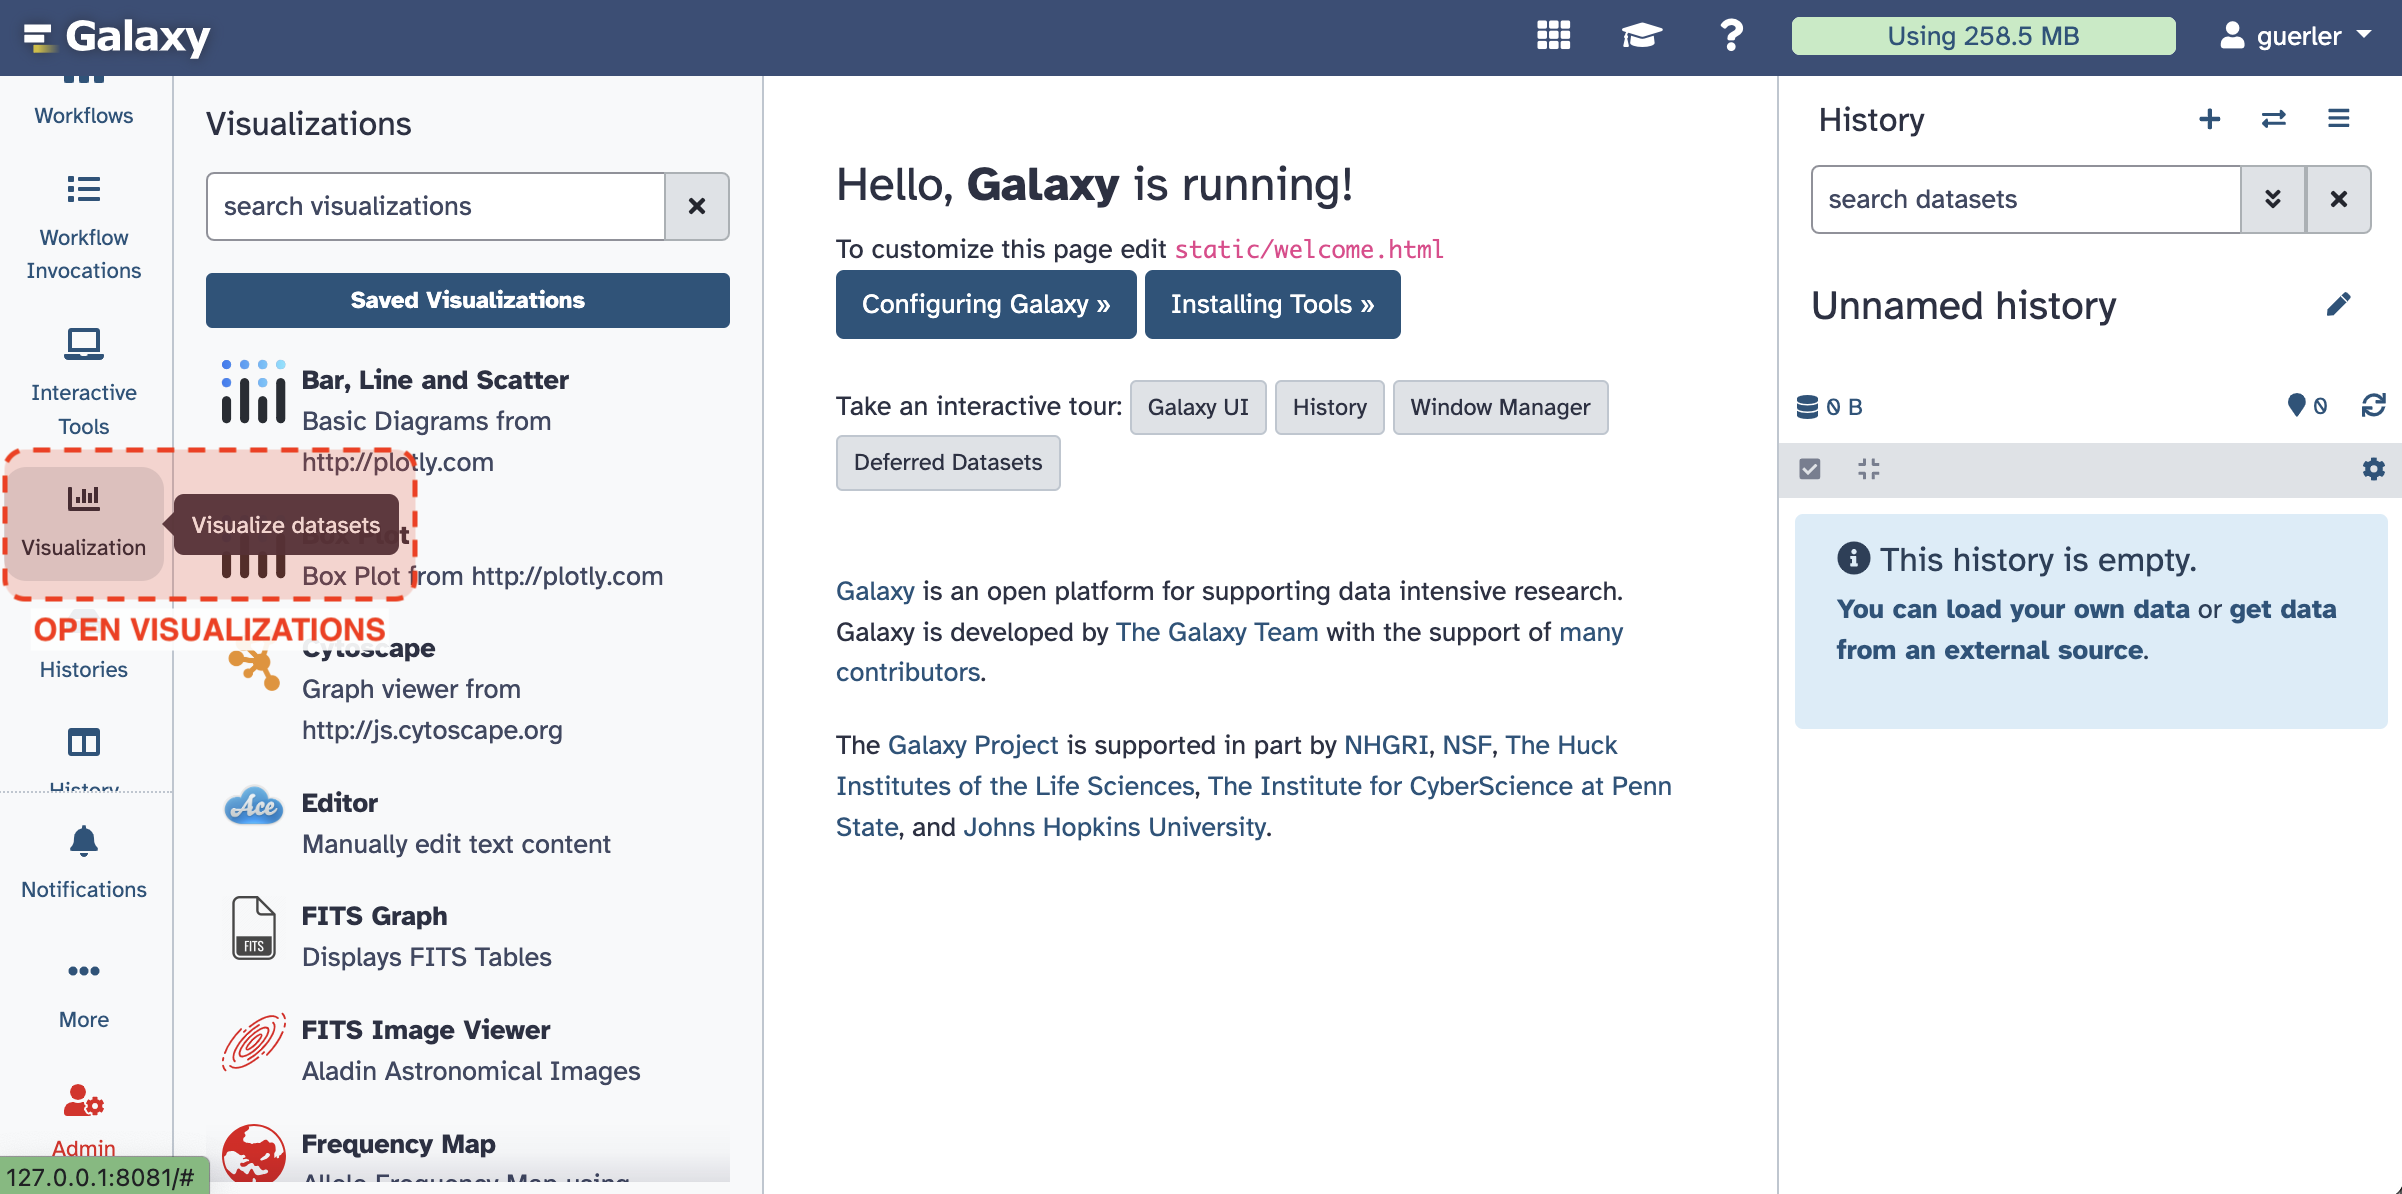 Galaxy
Using 258.5 MB
guerler
Workflows
Workflow
Invocations
Interactive
Tools
Visualization
Visualize datasets
OPEN VISUALIZATIONS
Histories
History
Notifications
More
Admin
127.0.0.1:8081/#
Visualizations
search visualizations
Saved Visualizations
Bar, Line and Scatter
Basic Diagrams from
http://plotly.com
Box Plot
Box Plot from http://plotly.com
Cytoscape
Graph viewer from
http://js.cytoscape.org
Ace
Editor
Manually edit text content
FITS
FITS Graph
Displays FITS Tables
FITS Image Viewer
Aladin Astronomical Images
Frequency Map
Allele Frequency Map using
Hello, Galaxy is running!
To customize this page edit static/welcome.html
Configuring Galaxy »
Installing Tools »
Take an interactive tour: Galaxy UI History Window Manager
Deferred Datasets
Galaxy is an open platform for supporting data intensive research.
Galaxy is developed by The Galaxy Team with the support of many
contributors.
The Galaxy Project is supported in part by NHGRI, NSF, The Huck
Institutes of the Life Sciences, The Institute for CyberScience at Penn
State, and Johns Hopkins University.
History
search datasets
Unnamed history
0 B
0
This history is empty.
You can load your own data or get data
from an external source.